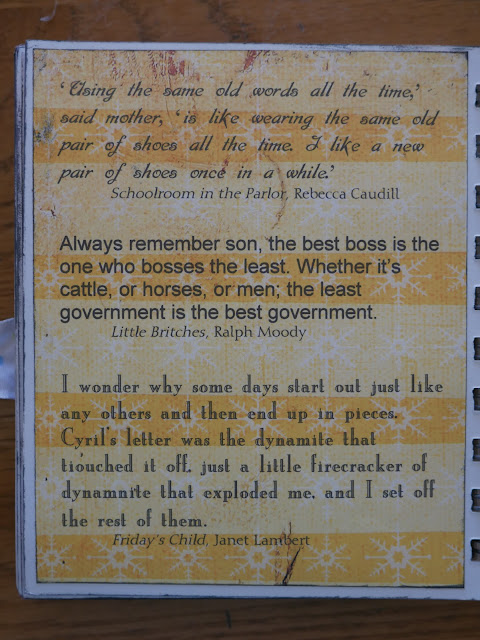 ‘Using the same old words all the time,’
said mother, ‘is like wearing the same old
pair of shoes all the time. I like a new
pair of shoes once in a while.’
Schoolroom in the Parlor, Rebecca Caudill
Always remember son, the best boss is the
one who bosses the least. Whether it's
cattle, or horses, or men; the least
government is the best government.
Little Britches, Ralph Moody
I wonder why some days start out just like
any others and then end up in pieces.
Cyril's letter was the dynamite that
tiouched it off, just a little firecracker of
dynamnite that exploded me, and I set off
the rest of them.
Friday's Child, Janet Lambert